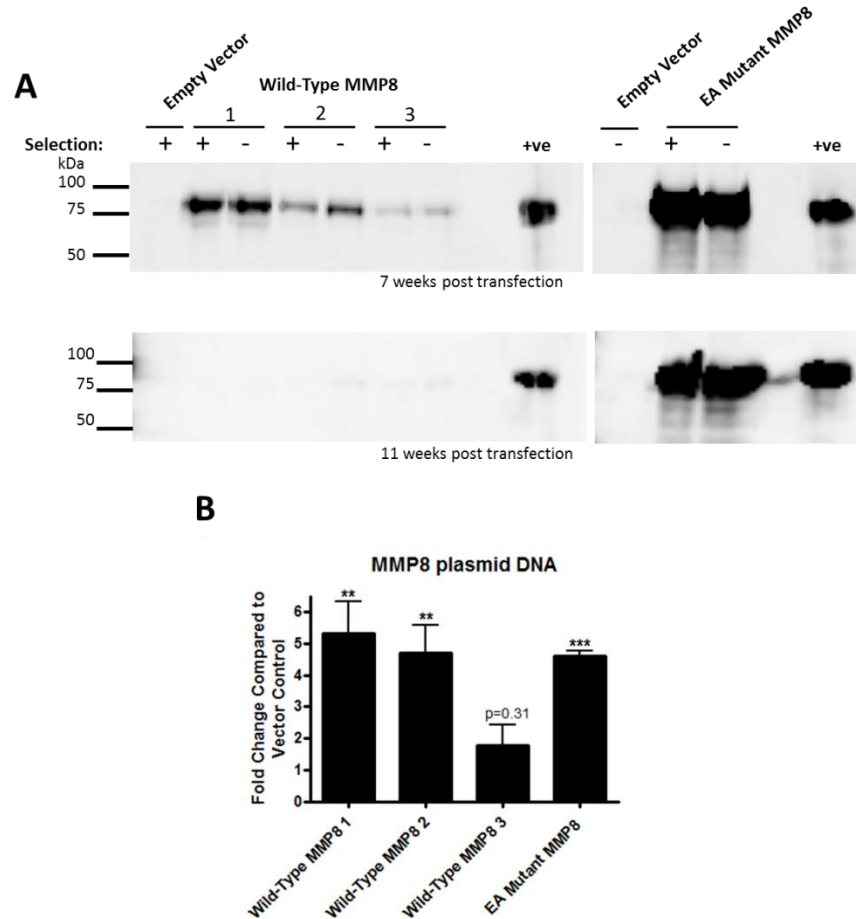 A
Empty Vector
Wild-Type MMP8
1 2 3
Empty Vector
EA Mutant MMP8
Selection: + + - + - + - +ve - + - +ve
kDa
100
75
50
7 weeks post transfection
100
75
50
11 weeks post transfection
B
MMP8 plasmid DNA
Fold Change Compared to
Vector Control
6
5
4
3
2
1
0
** ** p=0.31 ***
Wild-Type MMP8 1
Wild-Type MMP8 2
Wild-Type MMP8 3
EA Mutant MMP8